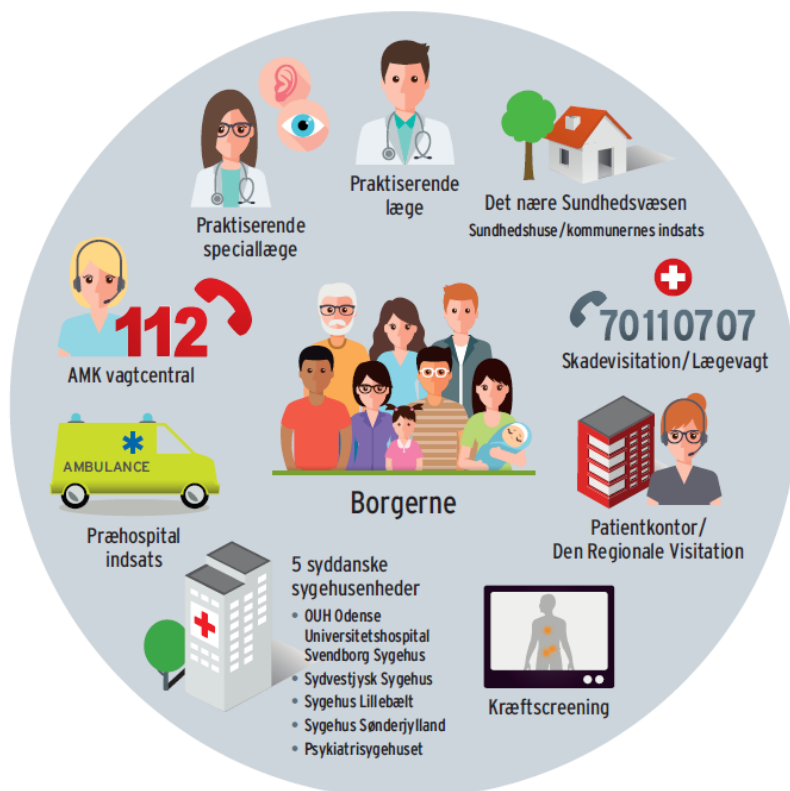 Praktiserende
læge
Praktiserende
speciallæge
Det nære Sundhedsvæsen
Sundhedshuse/kommunernes indsats
112
AMK vagtcentral
70110707
Skadevisitation/Lægevagt
AMBULANCE
Præhospital
indsats
Borgerne
Patientkontor/
Den Regionale Visitation
5 syddanske
sygehusenheder
• OUH Odense
Universitetshospital
Svendborg Sygehus
• Sydvestjysk Sygehus
• Sygehus Lillebælt
• Sygehus Sønderjylland
• Psykiatrisygehuset
Kræftscreening